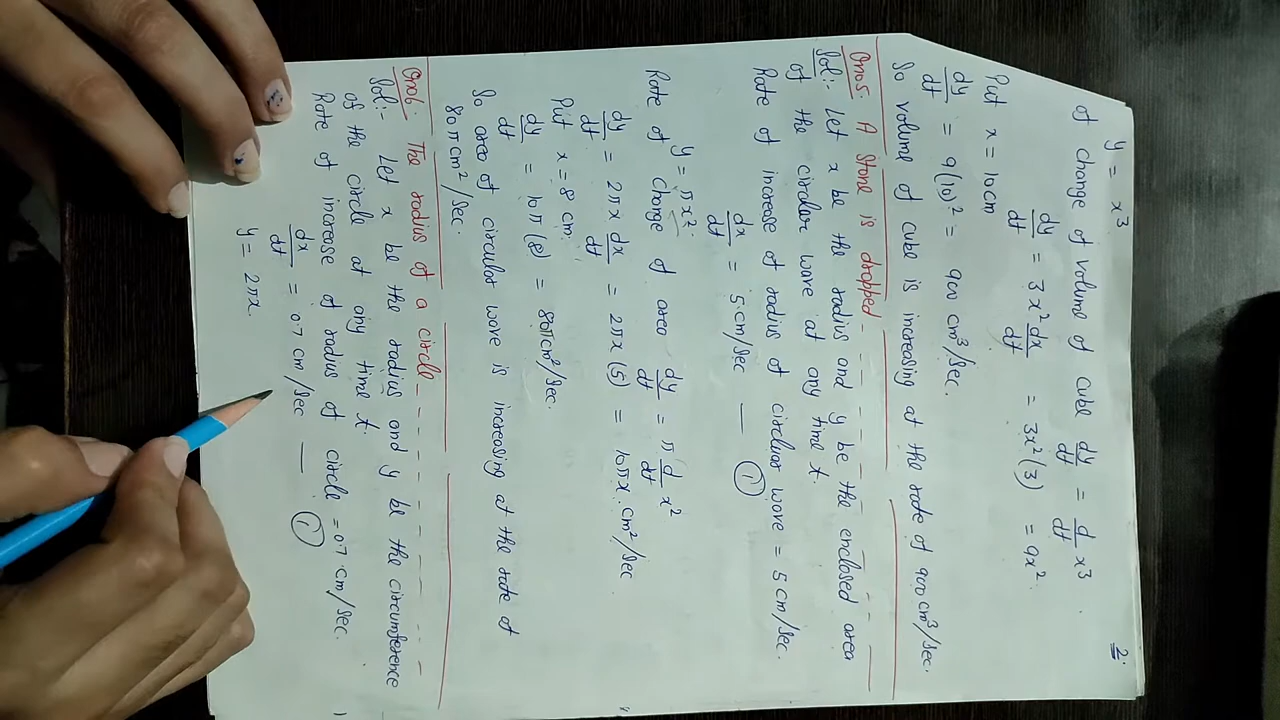 2.
y = x³
of change of volume of cube dy/dt = d/dt x³.
dy/dt = 3x² dx/dt = 3x²(3) = 9x².
Put x = 10cm
dy/dt = 9(10)² = 900 cm³/sec.
So volume of cube is increasing at the rate of 900 cm³/sec.
Qno5. A stone is dropped - - - - - - - -
Sol:- Let x be the radius and y be the enclosed area
of the circular wave at any time t.
Rate of increase of radius of circular wave = 5 cm/sec.
dx/dt = 5 cm/sec — ①
y = πx².
Rate of change of area dy/dt = π d/dt x²
dy/dt = 2πx dx/dt = 2πx(5) = 10πx. cm²/sec
Put x = 8 cm.
dy/dt = 10π(8) = 80πcm²/sec.
So area of circular wave is increasing at the rate of
80πcm²/sec.
Qno6. The radius of a circle - - - - - - - -
Sol:- Let x be the radius and y be the circumference
of the circle at any time t.
Rate of increase of radius of circle = 0.7 cm/sec.
dx/dt = 0.7 cm/sec — ①
y = 2πx.